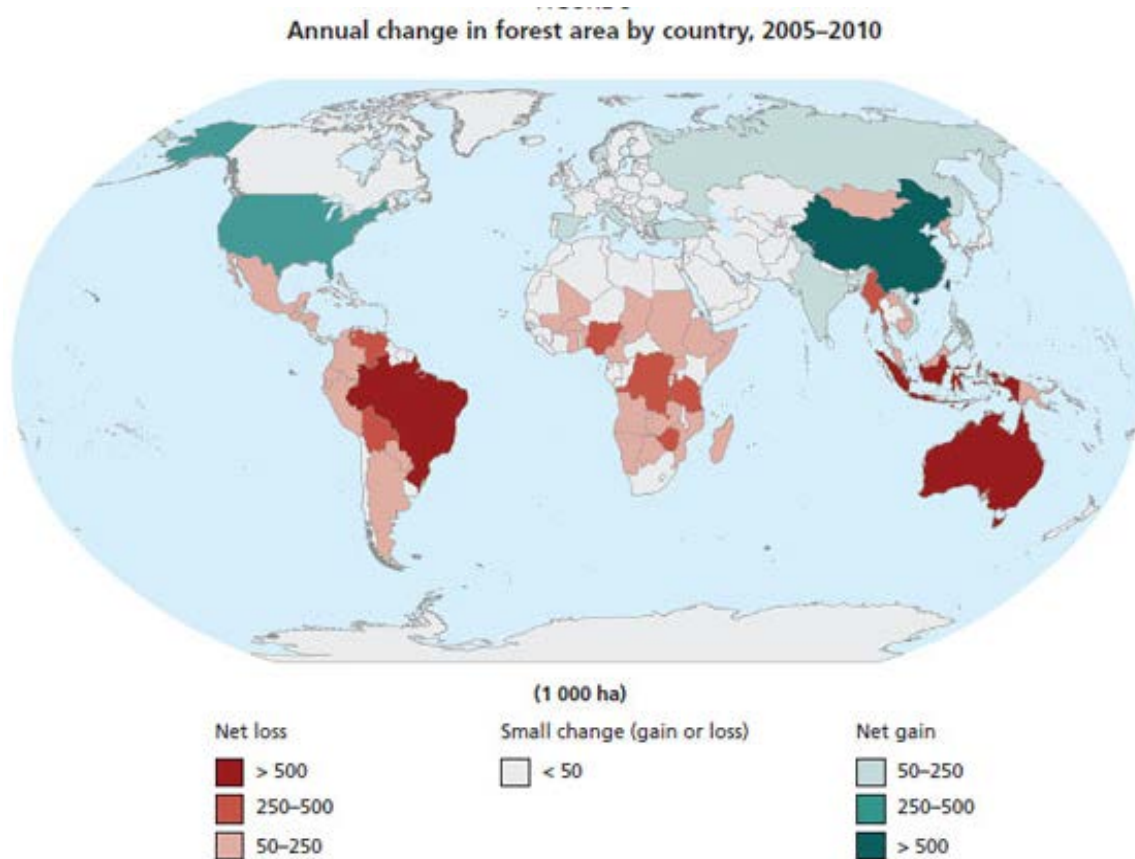 Annual change in forest area by country, 2005–2010
(1 000 ha)
Net loss
> 500
250–500
50–250
Small change (gain or loss)
< 50
Net gain
50–250
250–500
> 500